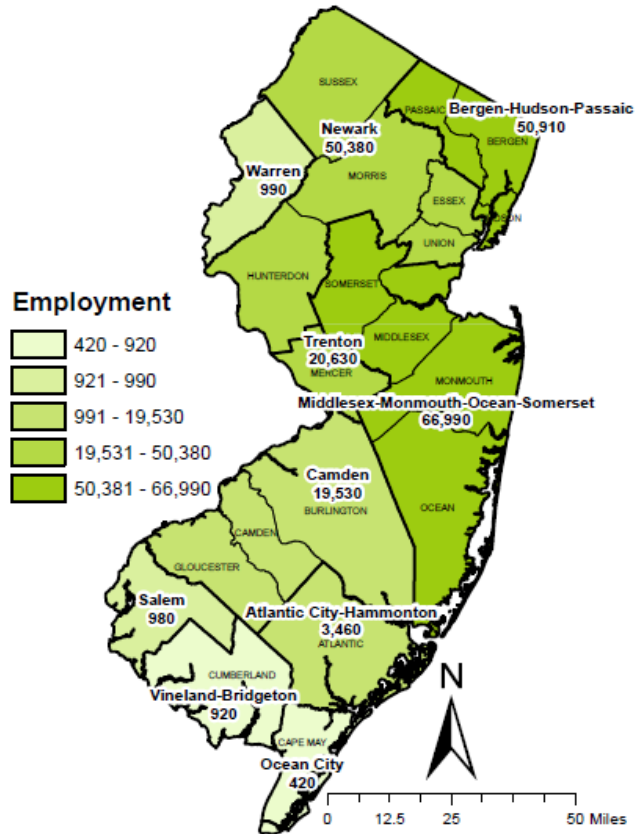 SUSSEX
PASSAIC
Bergen-Hudson-Passaic
50,910
BERGEN
Newark
50,380
Warren
990
MORRIS
ESSEX
HUDSON
UNION
HUNTERDON
SOMERSET
Employment
420 - 920
921 - 990
991 - 19,530
19,531 - 50,380
50,381 - 66,990
MIDDLESEX
Trenton
20,630
MERCER
MONMOUTH
Middlesex-Monmouth-Ocean-Somerset
66,990
Camden
19,530
BURLINGTON
OCEAN
CAMDEN
GLOUCESTER
Salem
980
Atlantic City-Hammonton
3,460
ATLANTIC
CUMBERLAND
Vineland-Bridgeton
920
CAPE MAY
Ocean City
420
N
0 12.5 25 50 Miles